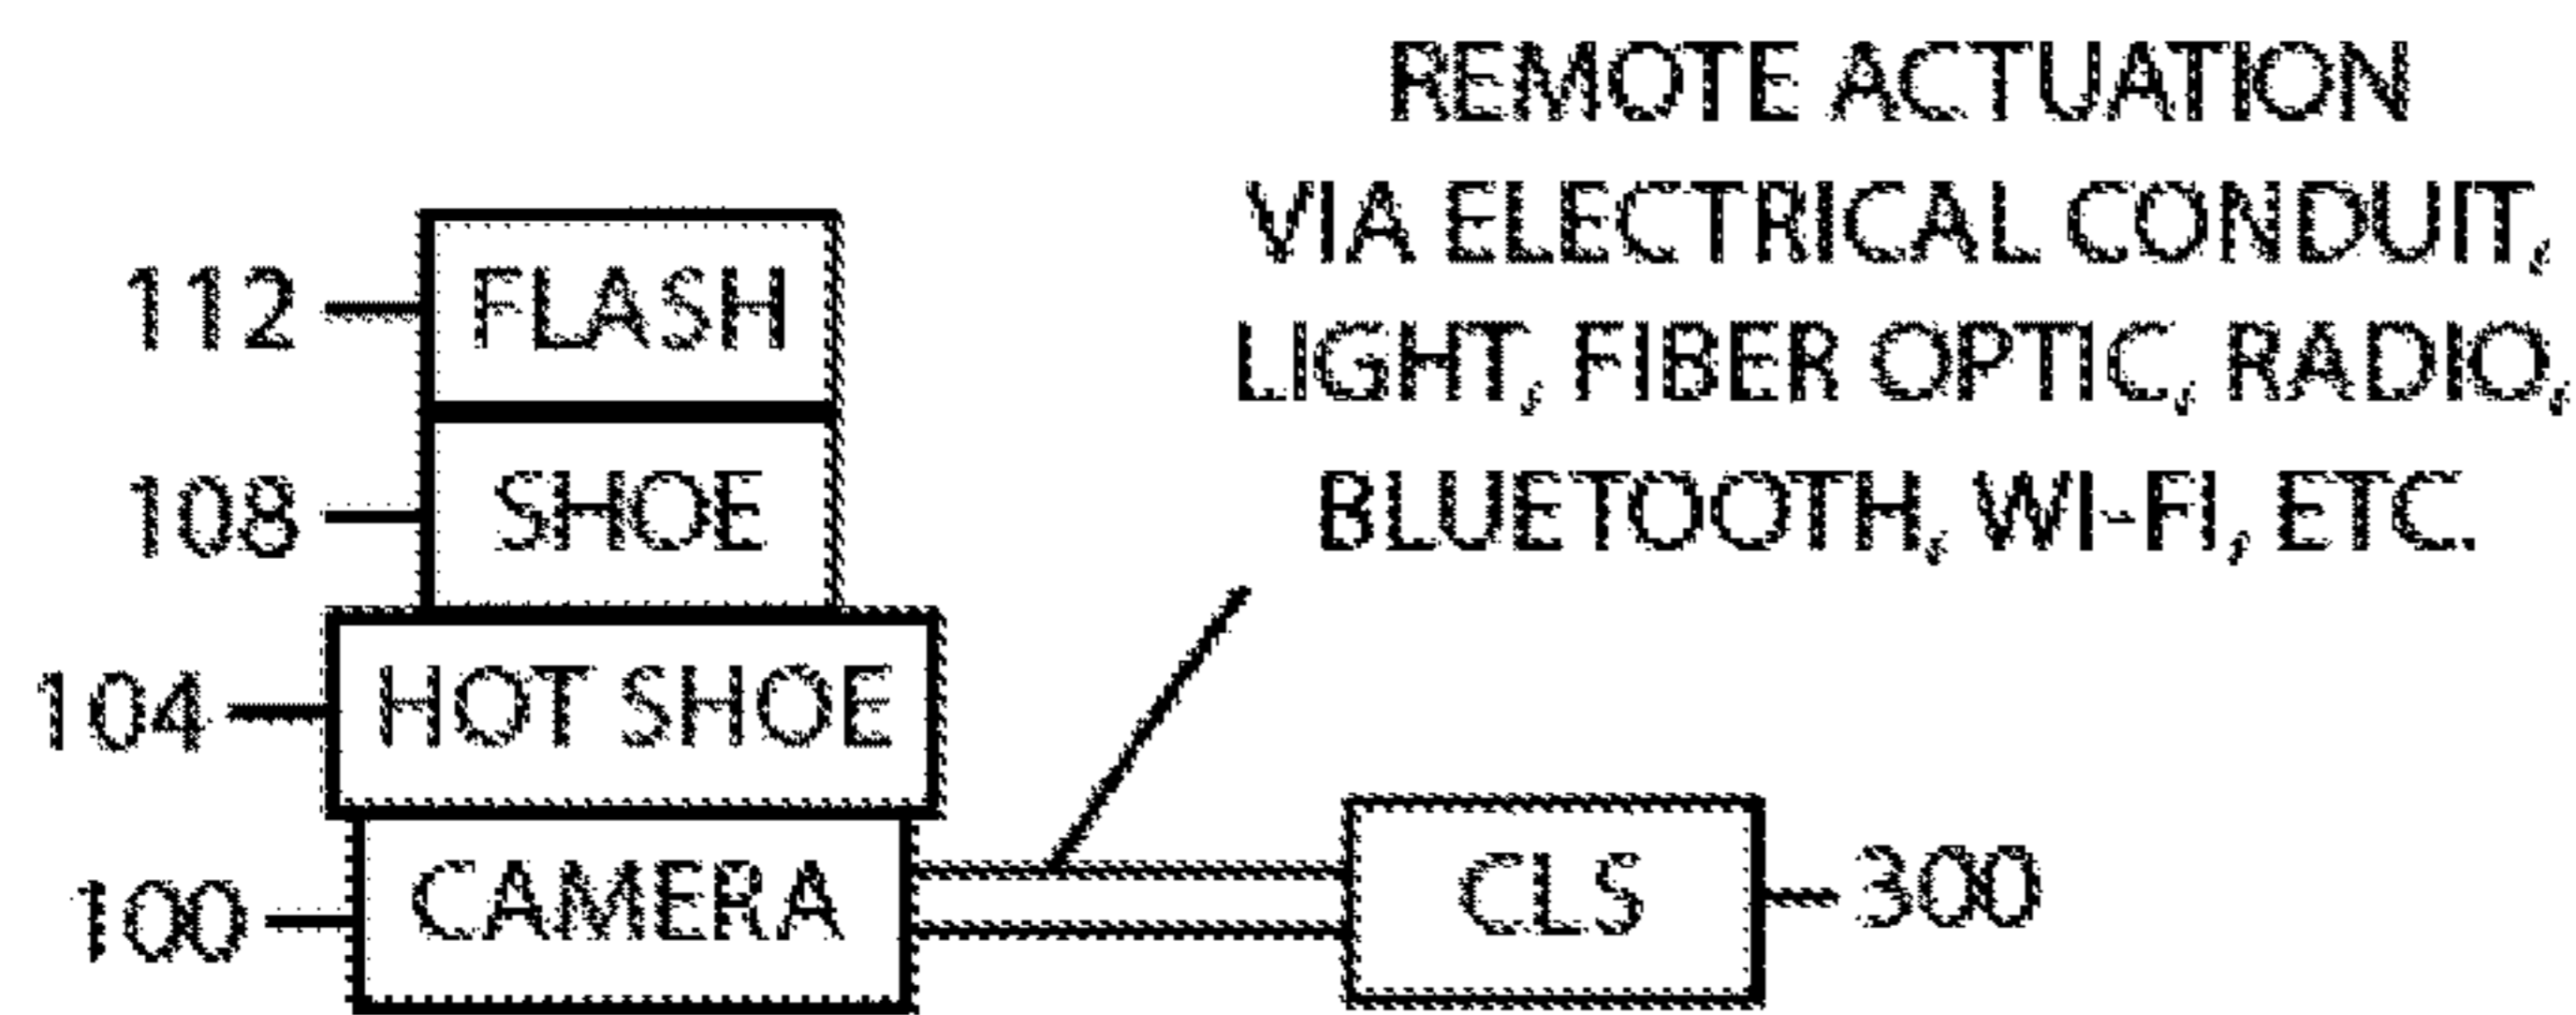 REMOTE ACTUATION
VIA ELECTRICAL CONDUIT,
LIGHT, FIBER OPTIC, RADIO,
BLUETOOTH, WI-FI, ETC.
112 FLASH
108 SHOE
104 HOT SHOE
100 CAMERA
CLS 300